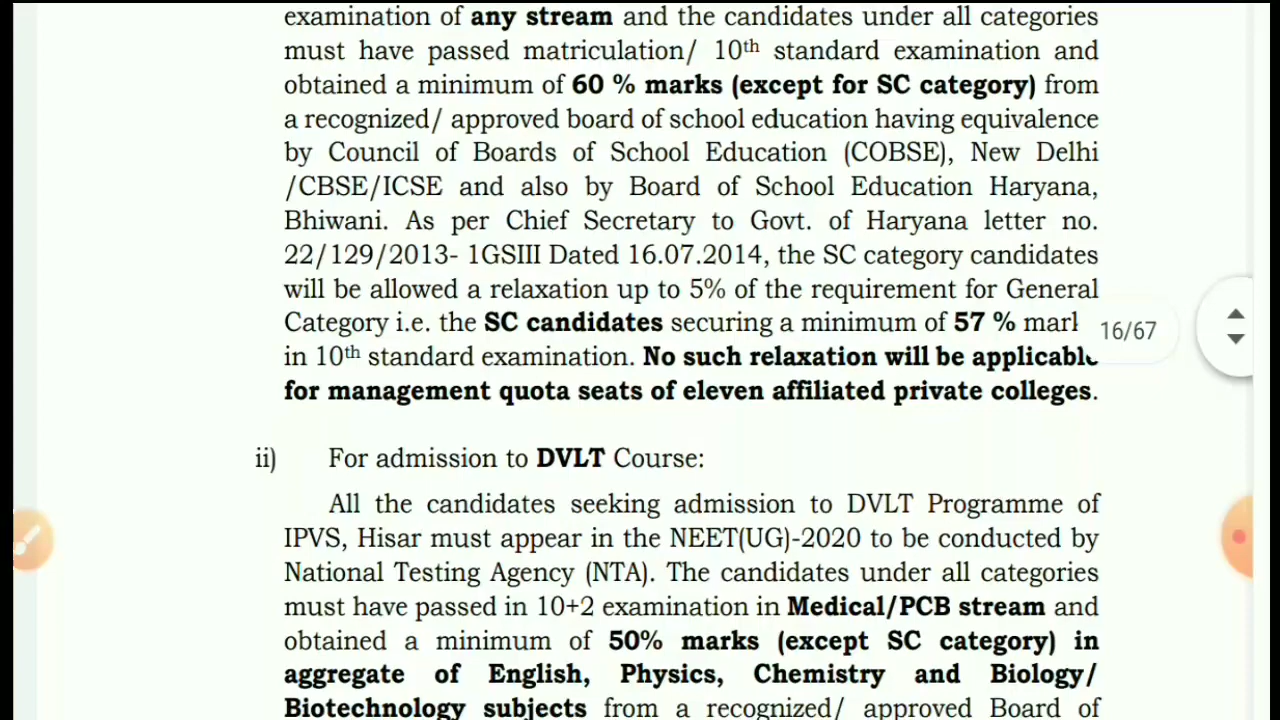 examination of any stream and the candidates under all categories
must have passed matriculation/ 10th standard examination and
obtained a minimum of 60 % marks (except for SC category) from
a recognized/ approved board of school education having equivalence
by Council of Boards of School Education (COBSE), New Delhi
/CBSE/ICSE and also by Board of School Education Haryana,
Bhiwani. As per Chief Secretary to Govt. of Haryana letter no.
22/129/2013- 1GSIII Dated 16.07.2014, the SC category candidates
will be allowed a relaxation up to 5% of the requirement for General
Category i.e. the SC candidates securing a minimum of 57 % mark
16/67
in 10th standard examination. No such relaxation will be applicable
for management quota seats of eleven affiliated private colleges.
ii) For admission to DVLT Course:
All the candidates seeking admission to DVLT Programme of
IPVS, Hisar must appear in the NEET(UG)-2020 to be conducted by
National Testing Agency (NTA). The candidates under all categories
must have passed in 10+2 examination in Medical/PCB stream and
obtained a minimum of 50% marks (except SC category) in
aggregate of English, Physics, Chemistry and Biology/
Biotechnology subjects from a recognized/ approved Board of